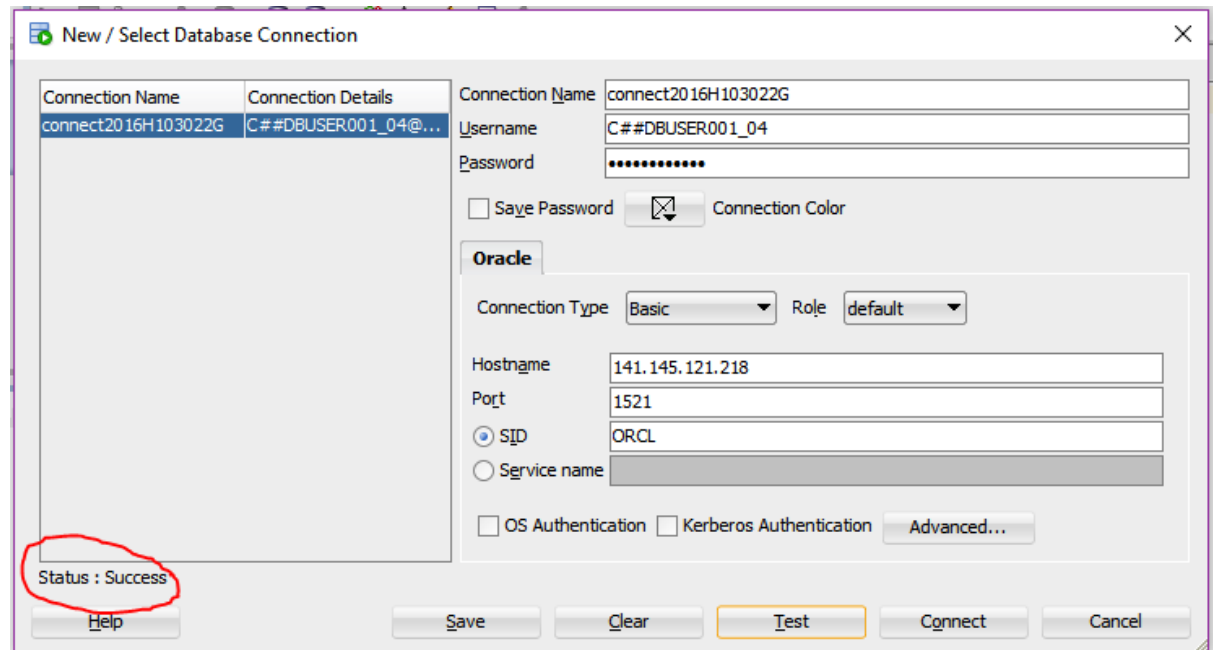 New / Select Database Connection
Connection Name Connection Details
connect2016H103022G C##DBUSER001_04@...
Connection Name connect2016H103022G
Username C##DBUSER001_04
Password ••••••••••••
Save Password Connection Color
Oracle
Connection Type Basic Role default
Hostname 141.145.121.218
Port 1521
SID ORCL
Service name
OS Authentication Kerberos Authentication Advanced...
Status : Success
Help Save Clear Test Connect Cancel